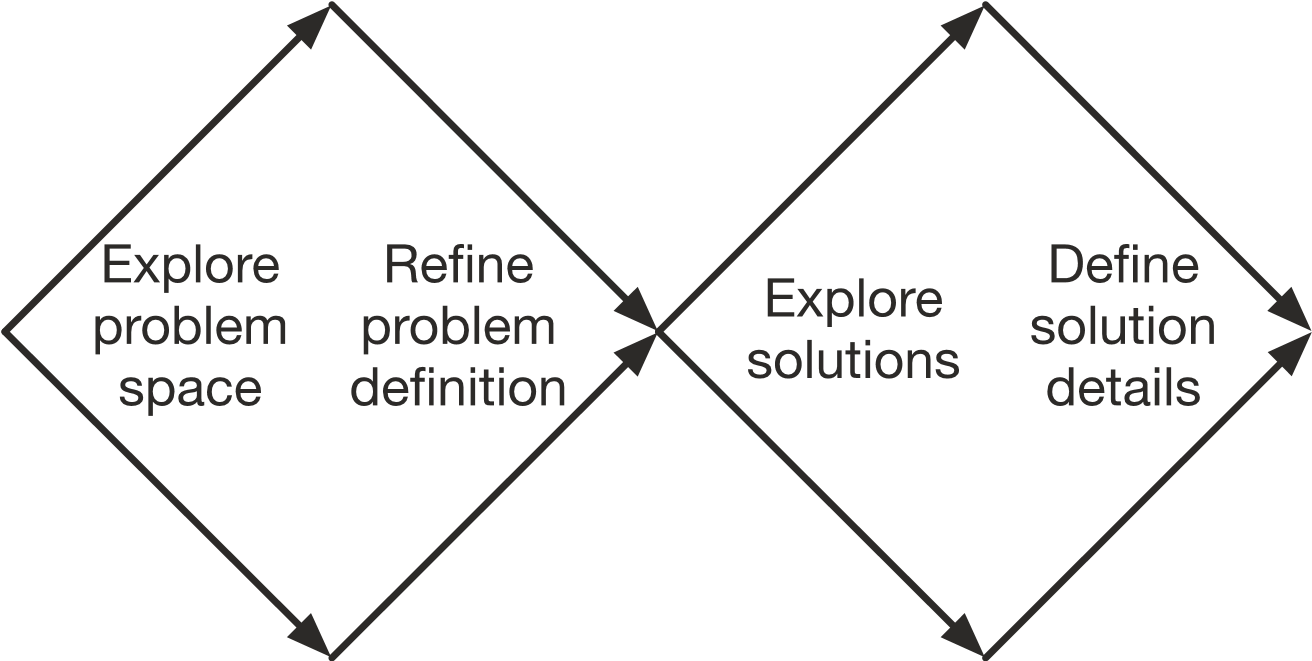 Explore
problem
space
Refine
problem
definition
Explore
solutions
Define
solution
details